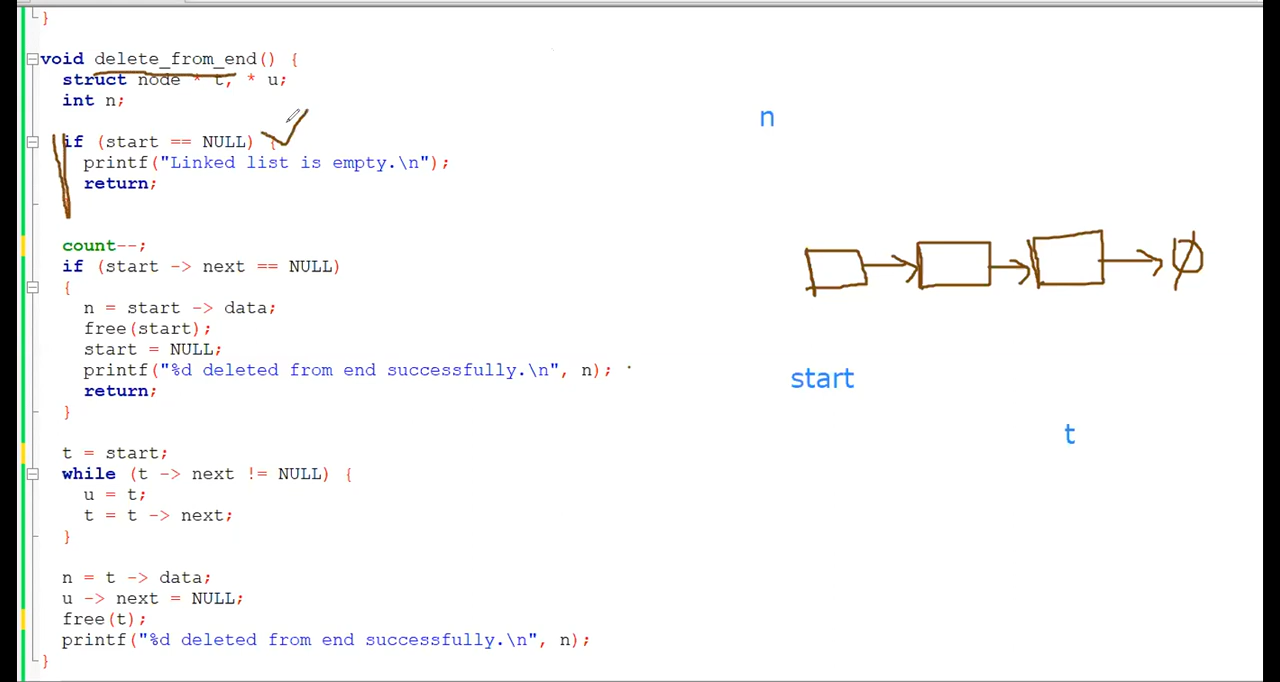 }
void delete_from_end() {
struct node * t, * u;
int n;
if (start == NULL) {
printf("Linked list is empty.\n");
return;
count--;
if (start -> next == NULL)
{
n = start -> data;
free(start);
start = NULL;
printf("%d deleted from end successfully.\n", n);
return;
}
t = start;
while (t -> next != NULL) {
u = t;
t = t -> next;
}
n = t -> data;
u -> next = NULL;
free(t);
printf("%d deleted from end successfully.\n", n);
}
n
start
t